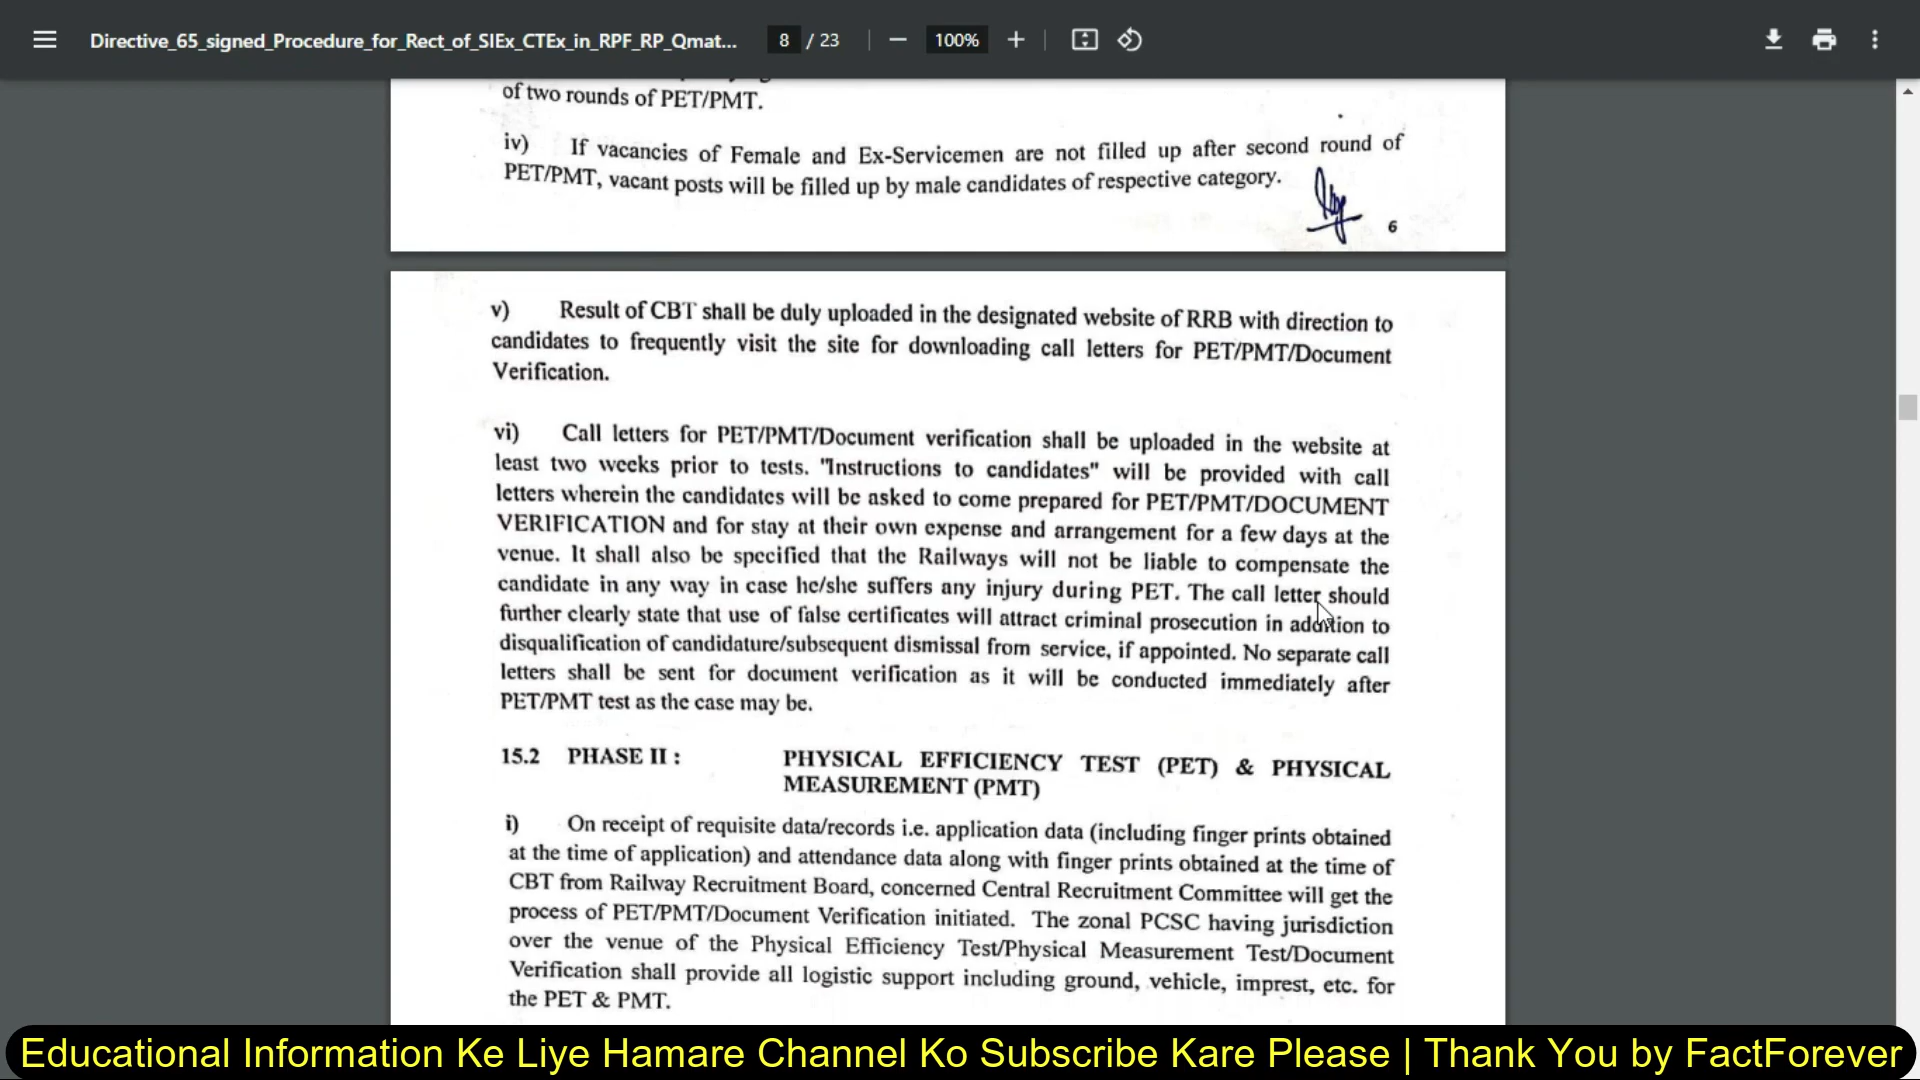 Directive_65_signed_Procedure_for_Rect_of_SIEx_CTEx_in_RPF_RP_Qmat...
8 / 23
100%
of two rounds of PET/PMT.
iv) If vacancies of Female and Ex-Servicemen are not filled up after second round of
PET/PMT, vacant posts will be filled up by male candidates of respective category.
6
v) Result of CBT shall be duly uploaded in the designated website of RRB with direction to
candidates to frequently visit the site for downloading call letters for PET/PMT/Document
Verification.
vi) Call letters for PET/PMT/Document verification shall be uploaded in the website at
least two weeks prior to tests. "Instructions to candidates" will be provided with call
letters wherein the candidates will be asked to come prepared for PET/PMT/DOCUMENT
VERIFICATION and for stay at their own expense and arrangement for a few days at the
venue. It shall also be specified that the Railways will not be liable to compensate the
candidate in any way in case he/she suffers any injury during PET. The call letter should
further clearly state that use of false certificates will attract criminal prosecution in addition to
disqualification of candidature/subsequent dismissal from service, if appointed. No separate call
letters shall be sent for document verification as it will be conducted immediately after
PET/PMT test as the case may be.
15.2 PHASE II : PHYSICAL EFFICIENCY TEST (PET) & PHYSICAL
MEASUREMENT (PMT)
i) On receipt of requisite data/records i.e. application data (including finger prints obtained
at the time of application) and attendance data along with finger prints obtained at the time of
CBT from Railway Recruitment Board, concerned Central Recruitment Committee will get the
process of PET/PMT/Document Verification initiated. The zonal PCSC having jurisdiction
over the venue of the Physical Efficiency Test/Physical Measurement Test/Document
Verification shall provide all logistic support including ground, vehicle, imprest, etc. for
the PET & PMT.
Educational Information Ke Liye Hamare Channel Ko Subscribe Kare Please | Thank You by FactForever